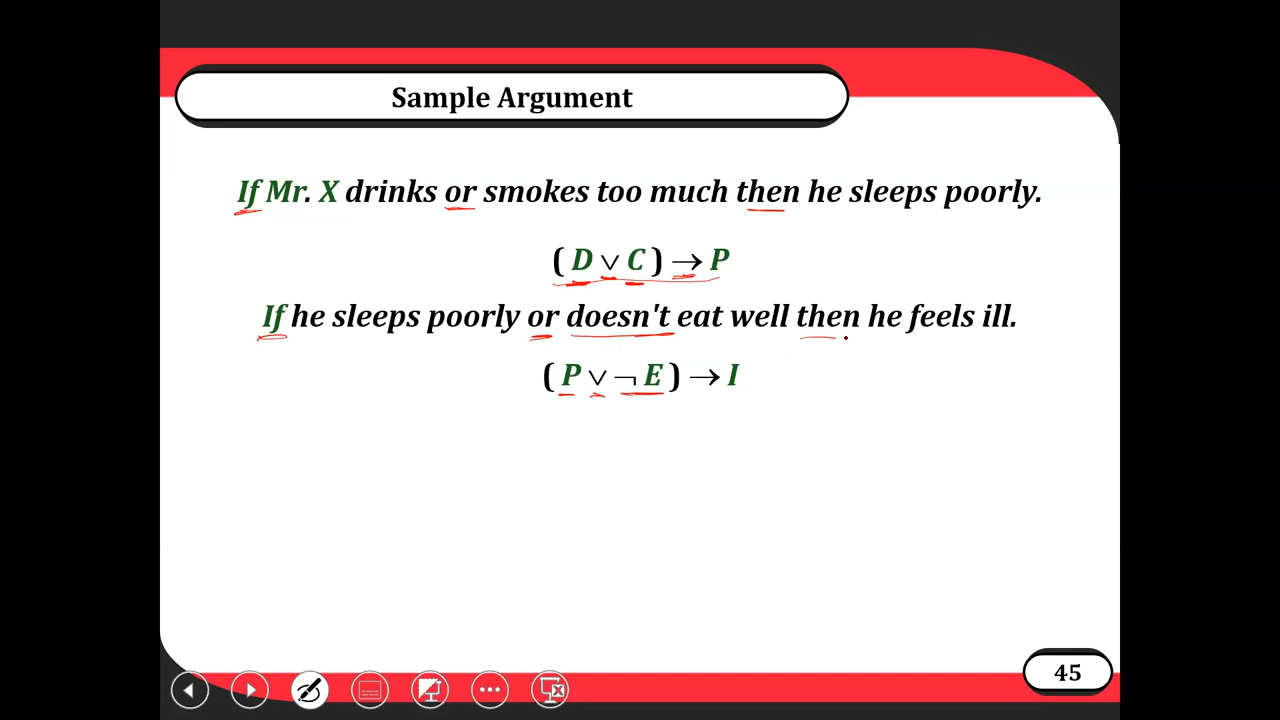 Sample Argument
If Mr. X drinks or smokes too much then he sleeps poorly.
( D ∨ C ) → P
If he sleeps poorly or doesn't eat well then he feels ill.
( P ∨ ¬ E ) → I
45